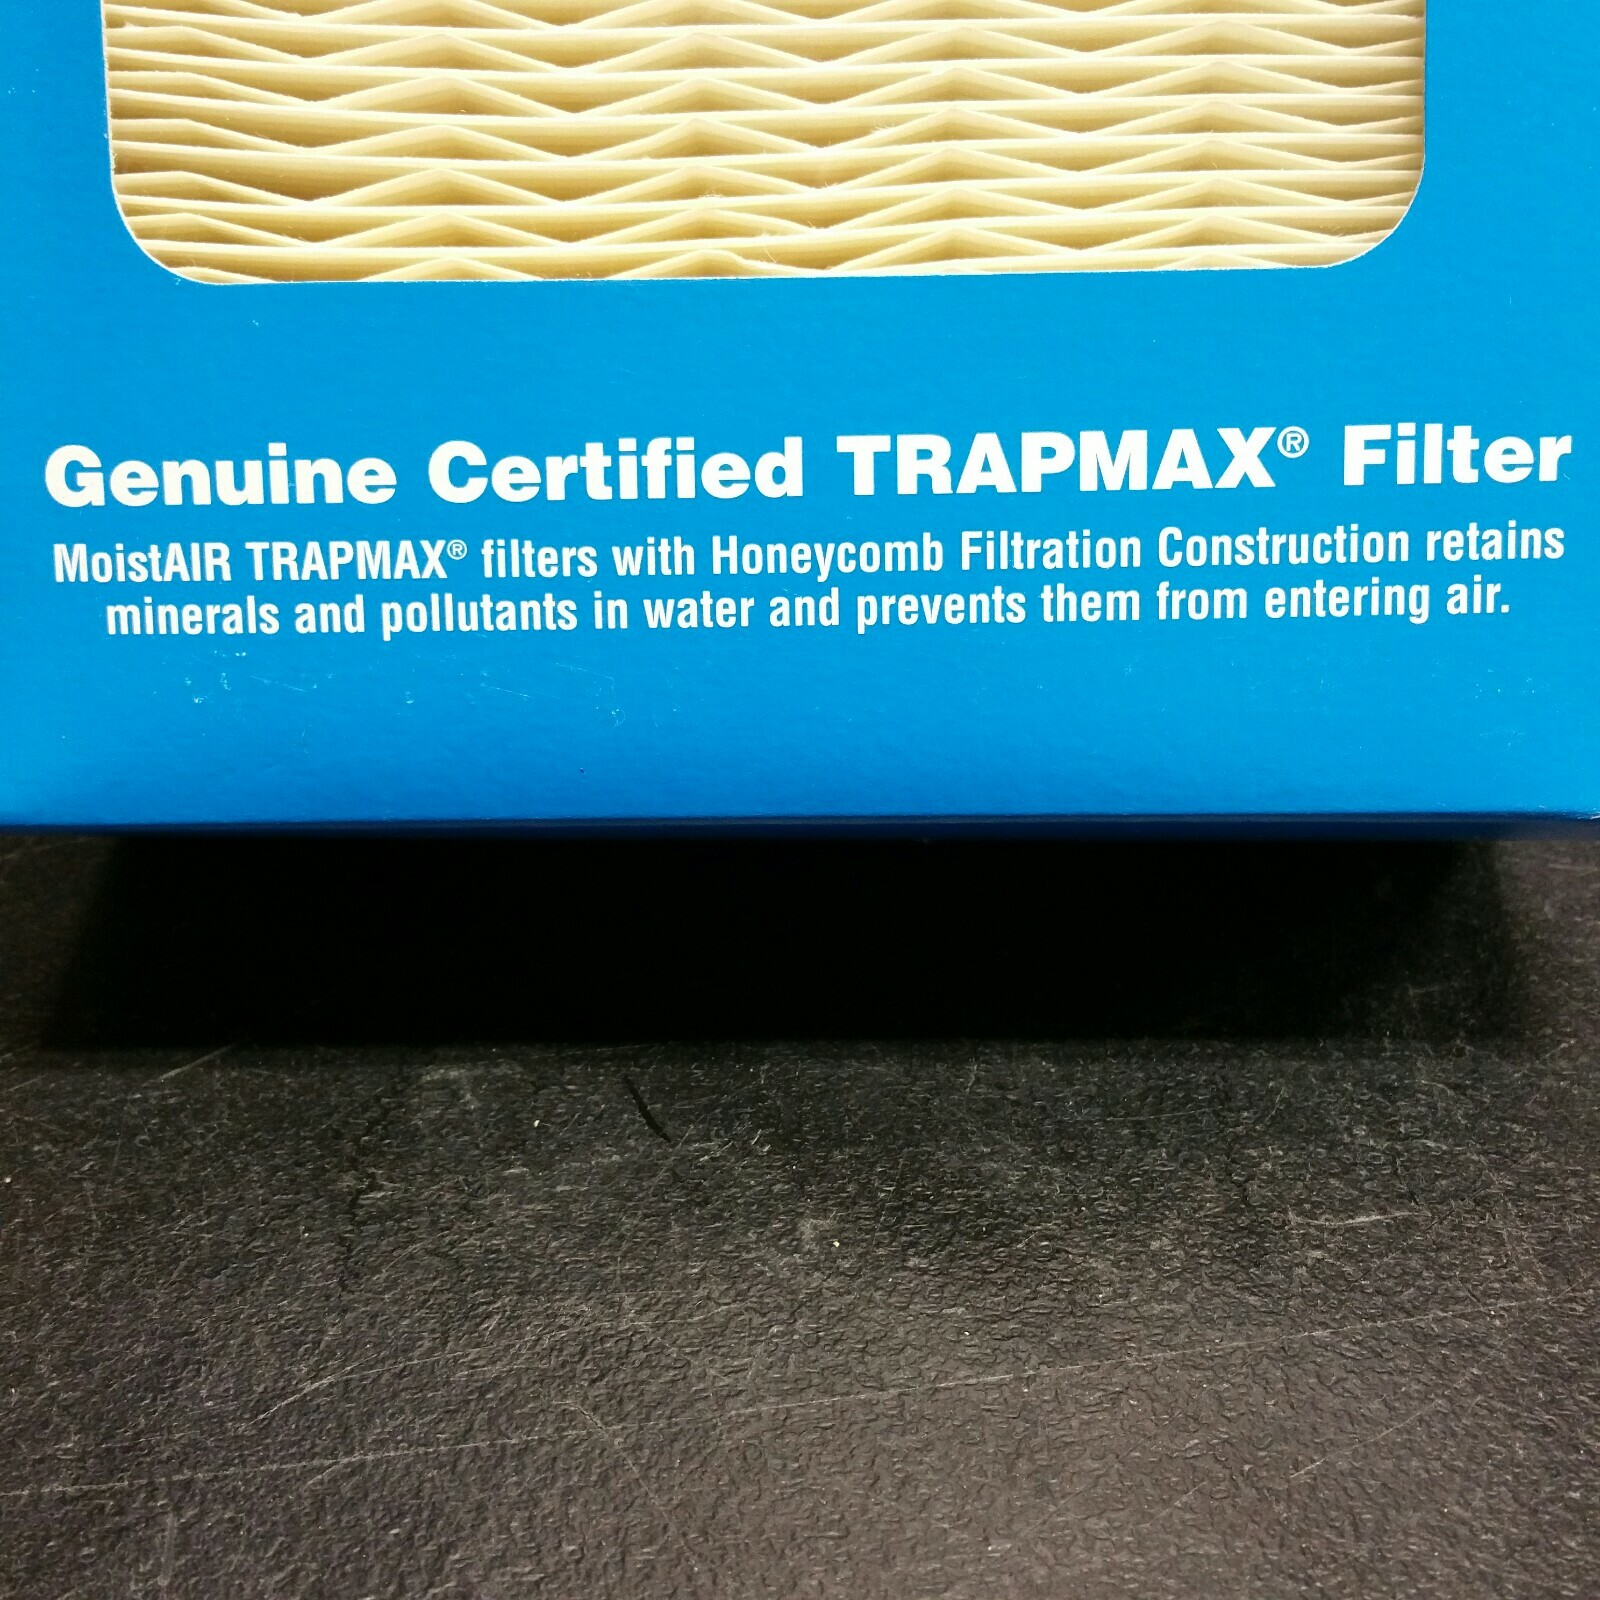 Genuine Certified TRAPMAX® Filter
MoistAIR TRAPMAX® filters with Honeycomb Filtration Construction retains
minerals and pollutants in water and prevents them from entering air.